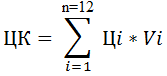 n=12
ЦК = ∑ Цi * Vi
i=1